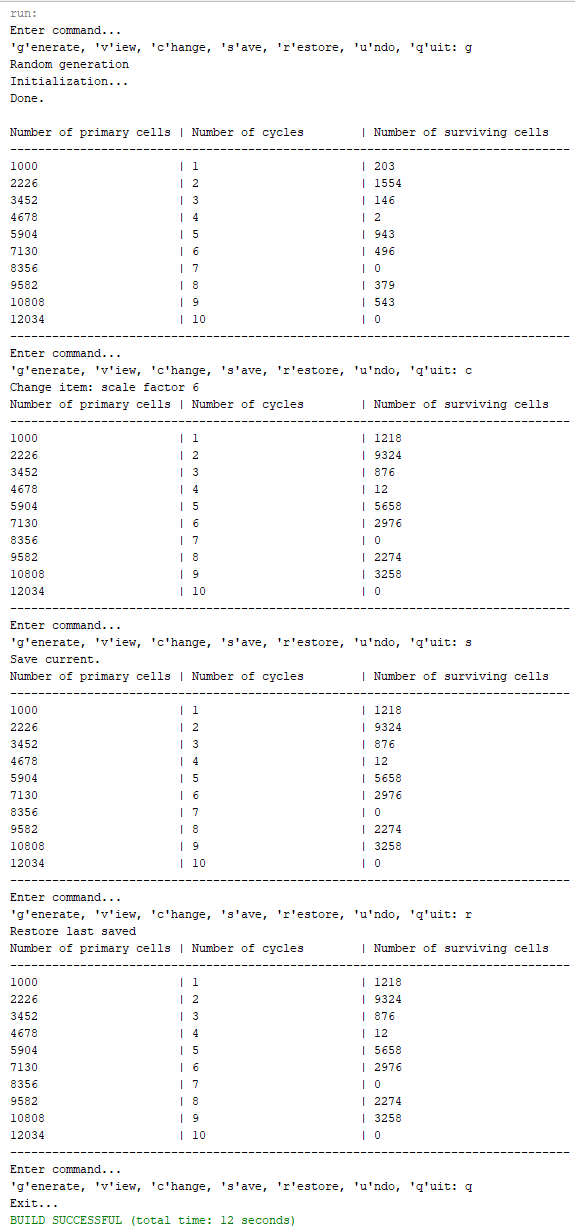 run:
Enter command...
'g'enerate, 'v'iew, 'c'hange, 's'ave, 'r'estore, 'u'ndo, 'q'uit: g
Random generation
Initialization...
Done.
Number of primary cells | Number of cycles        | Number of surviving cells
--------------------------------------------------------------------------------
1000                    | 1                       | 203
2226                    | 2                       | 1554
3452                    | 3                       | 146
4678                    | 4                       | 2
5904                    | 5                       | 943
7130                    | 6                       | 496
8356                    | 7                       | 0
9582                    | 8                       | 379
10808                   | 9                       | 543
12034                   | 10                      | 0
--------------------------------------------------------------------------------
Enter command...
'g'enerate, 'v'iew, 'c'hange, 's'ave, 'r'estore, 'u'ndo, 'q'uit: c
Change item: scale factor 6
Number of primary cells | Number of cycles        | Number of surviving cells
--------------------------------------------------------------------------------
1000                    | 1                       | 1218
2226                    | 2                       | 9324
3452                    | 3                       | 876
4678                    | 4                       | 12
5904                    | 5                       | 5658
7130                    | 6                       | 2976
8356                    | 7                       | 0
9582                    | 8                       | 2274
10808                   | 9                       | 3258
12034                   | 10                      | 0
--------------------------------------------------------------------------------
Enter command...
'g'enerate, 'v'iew, 'c'hange, 's'ave, 'r'estore, 'u'ndo, 'q'uit: s
Save current.
Number of primary cells | Number of cycles        | Number of surviving cells
--------------------------------------------------------------------------------
1000                    | 1                       | 1218
2226                    | 2                       | 9324
3452                    | 3                       | 876
4678                    | 4                       | 12
5904                    | 5                       | 5658
7130                    | 6                       | 2976
8356                    | 7                       | 0
9582                    | 8                       | 2274
10808                   | 9                       | 3258
12034                   | 10                      | 0
--------------------------------------------------------------------------------
Enter command...
'g'enerate, 'v'iew, 'c'hange, 's'ave, 'r'estore, 'u'ndo, 'q'uit: r
Restore last saved
Number of primary cells | Number of cycles        | Number of surviving cells
--------------------------------------------------------------------------------
1000                    | 1                       | 1218
2226                    | 2                       | 9324
3452                    | 3                       | 876
4678                    | 4                       | 12
5904                    | 5                       | 5658
7130                    | 6                       | 2976
8356                    | 7                       | 0
9582                    | 8                       | 2274
10808                   | 9                       | 3258
12034                   | 10                      | 0
--------------------------------------------------------------------------------
Enter command...
'g'enerate, 'v'iew, 'c'hange, 's'ave, 'r'estore, 'u'ndo, 'q'uit: q
Exit...
BUILD SUCCESSFUL (total time: 12 seconds)